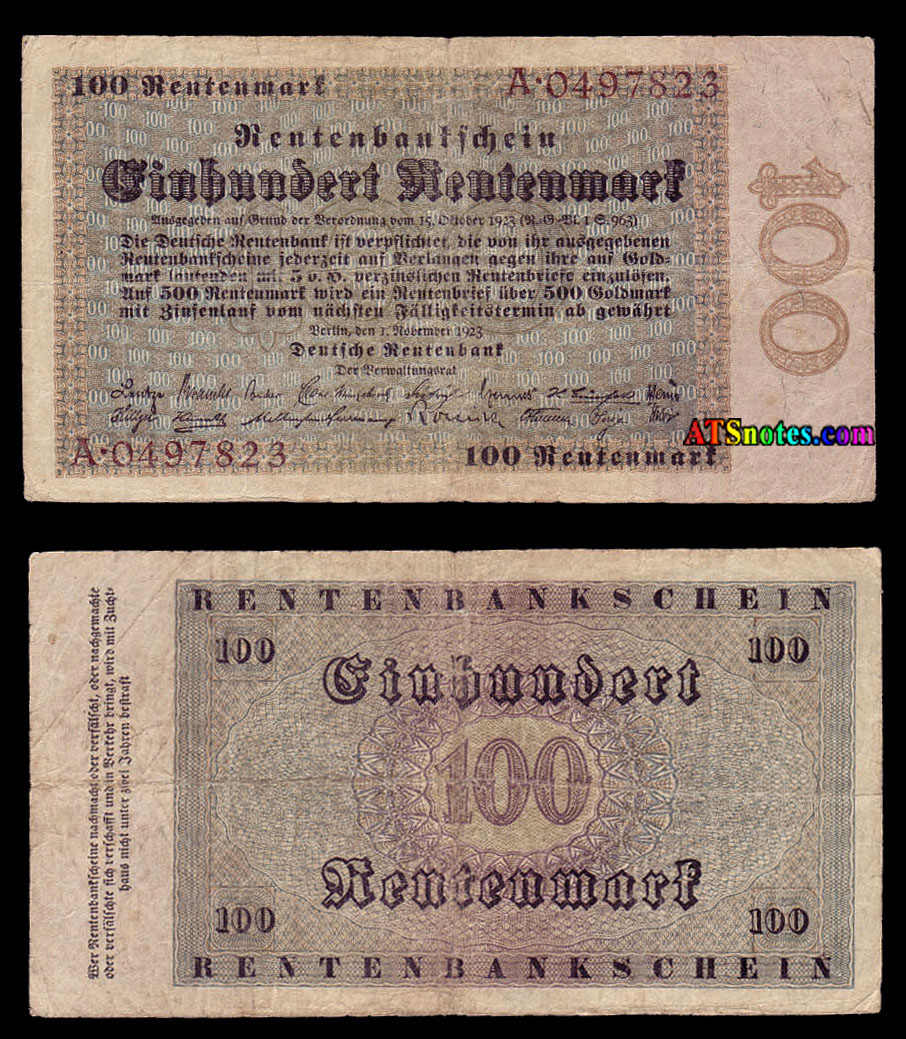 100 Rentenmark
A·0497823
Rentenbankschein
Einhundert Rentenmark
Ausgegeben auf Grund der Verordnung vom 15. Oktober 1923 (R.-G.-Bl. I S. 963)
Die Deutsche Rentenbank ist verpflichtet, die von ihr ausgegebenen
Rentenbankscheine jederzeit auf Verlangen gegen ihre auf Gold-
mark lautenden mit 5 v. H. verzinslichen Rentenbriefe einzulösen.
Auf 500 Rentenmark wird ein Rentenbrief über 500 Goldmark
mit Zinsenlauf vom nächsten Fälligkeitstermin ab gewährt
Berlin, den 1. November 1923
Deutsche Rentenbank
Der Verwaltungsrat
A·0497823
100 Rentenmark
100
ATSnotes.com
Wer Rentenbankscheine nachmacht oder verfälscht, oder nachgemachte
oder verfälschte sich verschafft und in Verkehr bringt, wird mit Zucht-
haus nicht unter zwei Jahren bestraft
RENTENBANKSCHEIN
100
100
Einhundert
100
Rentenmark
100
100
RENTENBANKSCHEIN